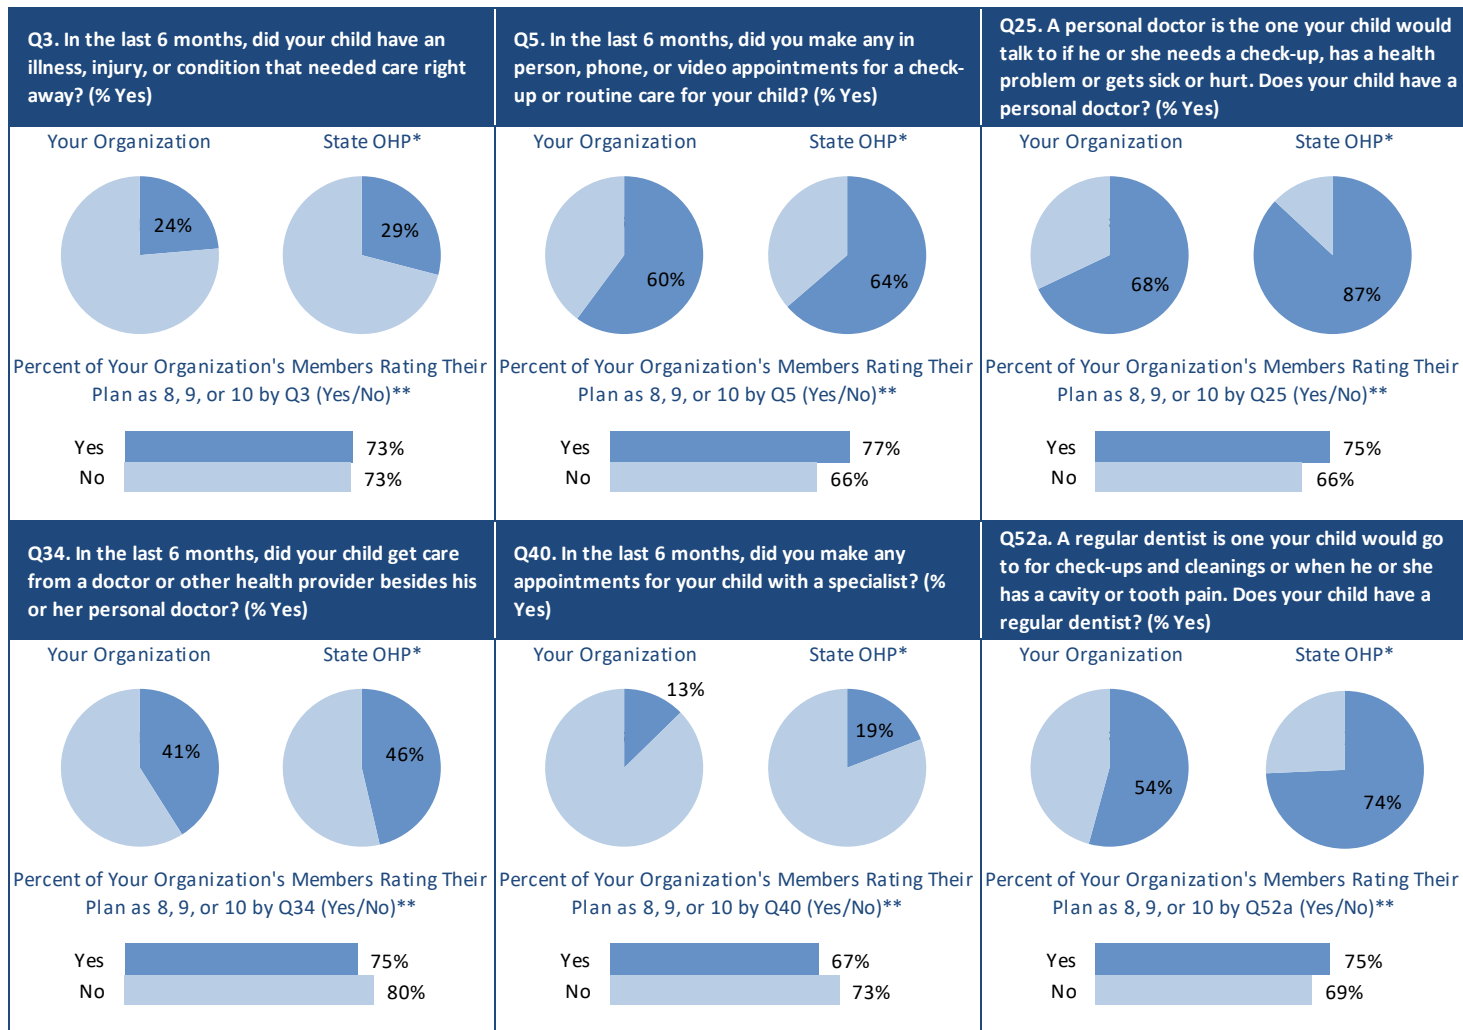 Q3. In the last 6 months, did your child have an
illness, injury, or condition that needed care right
away? (% Yes)
Your Organization
State OHP*
24%
29%
Percent of Your Organization's Members Rating Their
Plan as 8, 9, or 10 by Q3 (Yes/No)**
Yes
73%
No
73%
Q5. In the last 6 months, did you make any in
person, phone, or video appointments for a check-
up or routine care for your child? (% Yes)
Your Organization
State OHP*
60%
64%
Percent of Your Organization's Members Rating Their
Plan as 8, 9, or 10 by Q5 (Yes/No)**
Yes
77%
No
66%
Q25. A personal doctor is the one your child would
talk to if he or she needs a check-up, has a health
problem or gets sick or hurt. Does your child have a
personal doctor? (% Yes)
Your Organization
State OHP*
68%
87%
Percent of Your Organization's Members Rating Their
Plan as 8, 9, or 10 by Q25 (Yes/No)**
Yes
75%
No
66%
Q34. In the last 6 months, did your child get care
from a doctor or other health provider besides his
or her personal doctor? (% Yes)
Your Organization
State OHP*
41%
46%
Percent of Your Organization's Members Rating Their
Plan as 8, 9, or 10 by Q34 (Yes/No)**
Yes
75%
No
80%
Q40. In the last 6 months, did you make any
appointments for your child with a specialist? (%
Yes)
Your Organization
State OHP*
13%
19%
Percent of Your Organization's Members Rating Their
Plan as 8, 9, or 10 by Q40 (Yes/No)**
Yes
67%
No
73%
Q52a. A regular dentist is one your child would go
to for check-ups and cleanings or when he or she
has a cavity or tooth pain. Does your child have a
regular dentist? (% Yes)
Your Organization
State OHP*
54%
74%
Percent of Your Organization's Members Rating Their
Plan as 8, 9, or 10 by Q52a (Yes/No)**
Yes
75%
No
69%